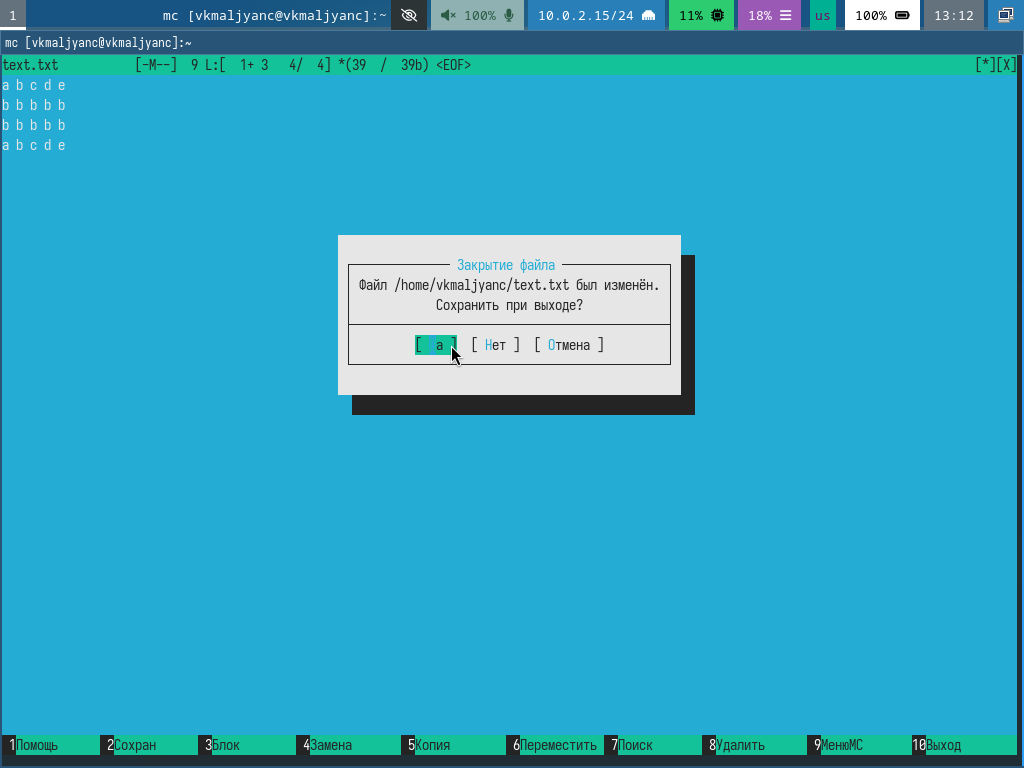 1 mc [vkmaljyanc@vkmaljyanc]:~ 100% 10.0.2.15/24 11% 18% us 100% 13:12
mc [vkmaljyanc@vkmaljyanc]:~
text.txt [-M--] 9 L:[ 1+ 3 4/ 4] *(39 / 39b) <EOF> [*][X]
a b c d e
b b b b b
b b b b b
a b c d e
Закрытие файла
Файл /home/vkmaljyanc/text.txt был изменён.
Сохранить при выходе?
[ а ] [ Нет ] [ Отмена ]
1Помощь 2Сохран 3Блок 4Замена 5Копия 6Переместить 7Поиск 8Удалить 9МенюMC 10Выход